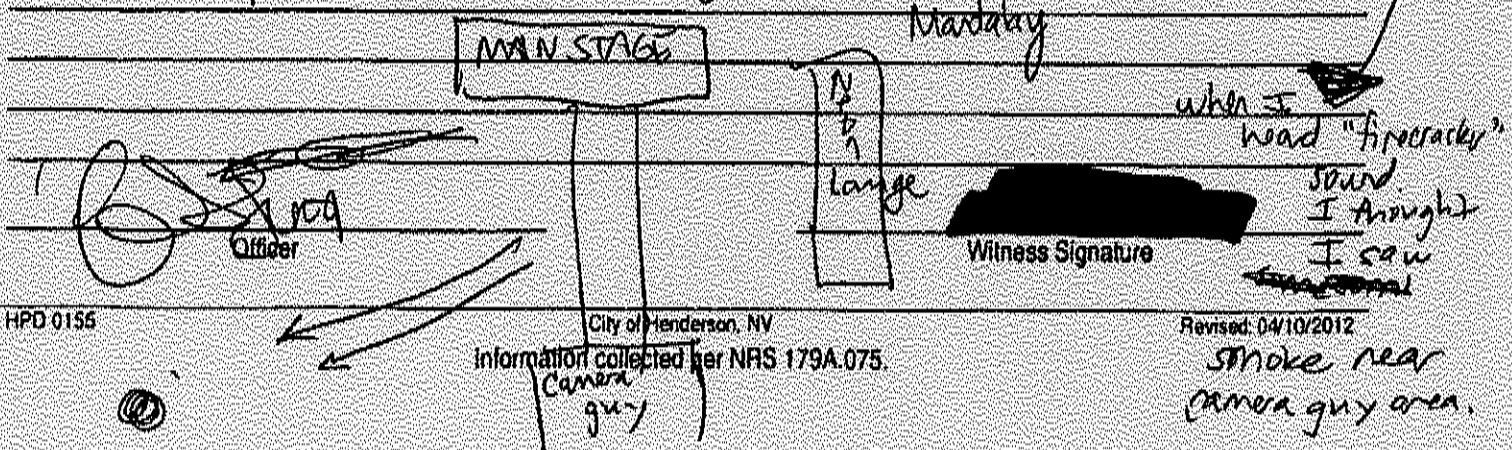 Mandalay
MAIN STAGE
when I
heard "firecracker"
sound.
I thought
I saw
smoke near
camera guy area.
Lounge
Officer
Witness Signature
HPD 0155
City of Henderson, NV
Revised: 04/10/2012
Information collected per NRS 179A.075.
Camera
guy